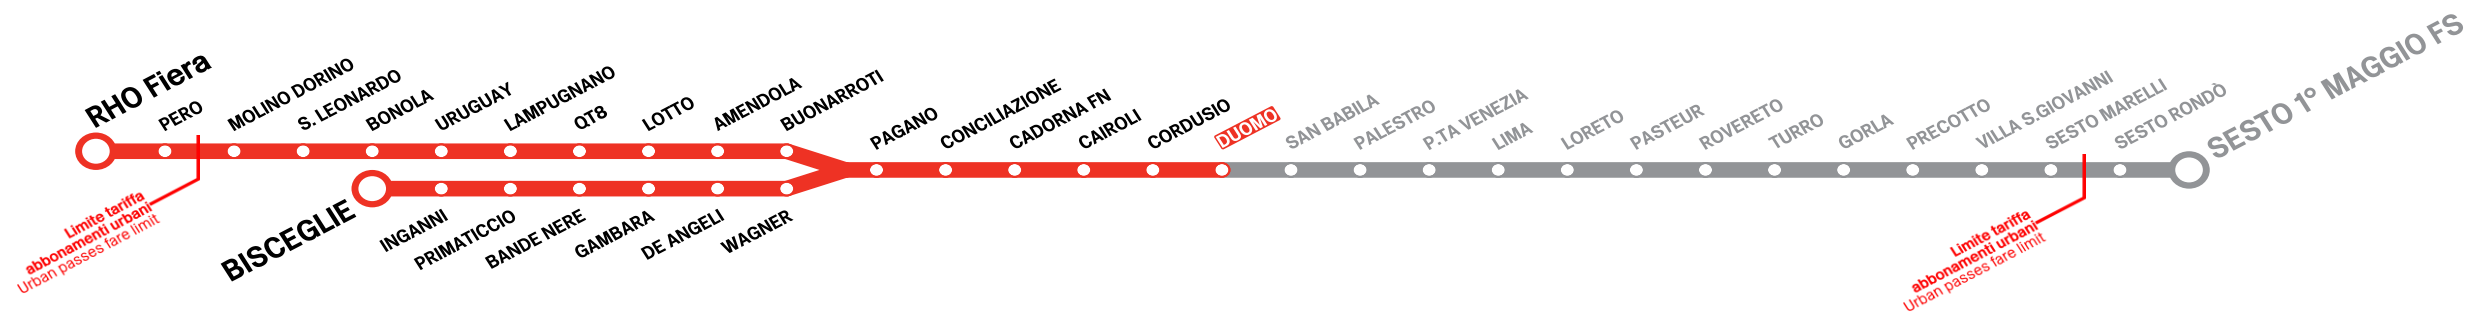 RHO Fiera
PERO
MOLINO DORINO
S. LEONARDO
BONOLA
URUGUAY
LAMPUGNANO
QT8
LOTTO
AMENDOLA
BUONARROTI
PAGANO
CONCILIAZIONE
CADORNA FN
CAIROLI
CORDUSIO
DUOMO
SAN BABILA
PALESTRO
P.TA VENEZIA
LIMA
LORETO
PASTEUR
ROVERETO
TURRO
GORLA
PRECOTTO
VILLA S.GIOVANNI
SESTO MARELLI
SESTO RONDÒ
SESTO 1° MAGGIO FS
Limite tariffa
abbonamenti urbani
Urban passes fare limit
BISCEGLIE
INGANNI
PRIMATICCIO
BANDE NERE
GAMBARA
DE ANGELI
WAGNER
Limite tariffa
abbonamenti urbani
Urban passes fare limit